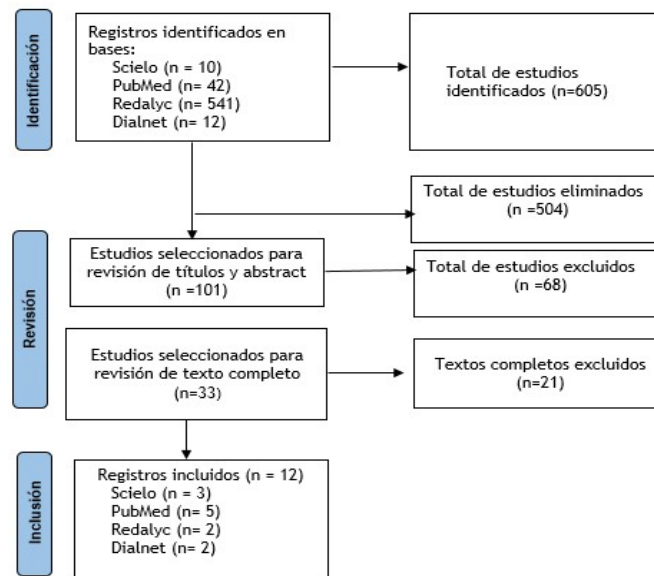 Identificación
Registros identificados en
bases:
Scielo (n = 10)
PubMed (n= 42)
Redalyc (n= 541)
Dialnet (n= 12)
Total de estudios
identificados (n=605)
Total de estudios eliminados
(n =504)
Revisión
Estudios seleccionados para
revisión de títulos y abstract
(n =101)
Total de estudios excluidos
(n =68)
Estudios seleccionados para
revisión de texto completo
(n=33)
Textos completos excluidos
(n=21)
Inclusión
Registros incluidos (n = 12)
Scielo (n = 3)
PubMed (n= 5)
Redalyc (n= 2)
Dialnet (n= 2)